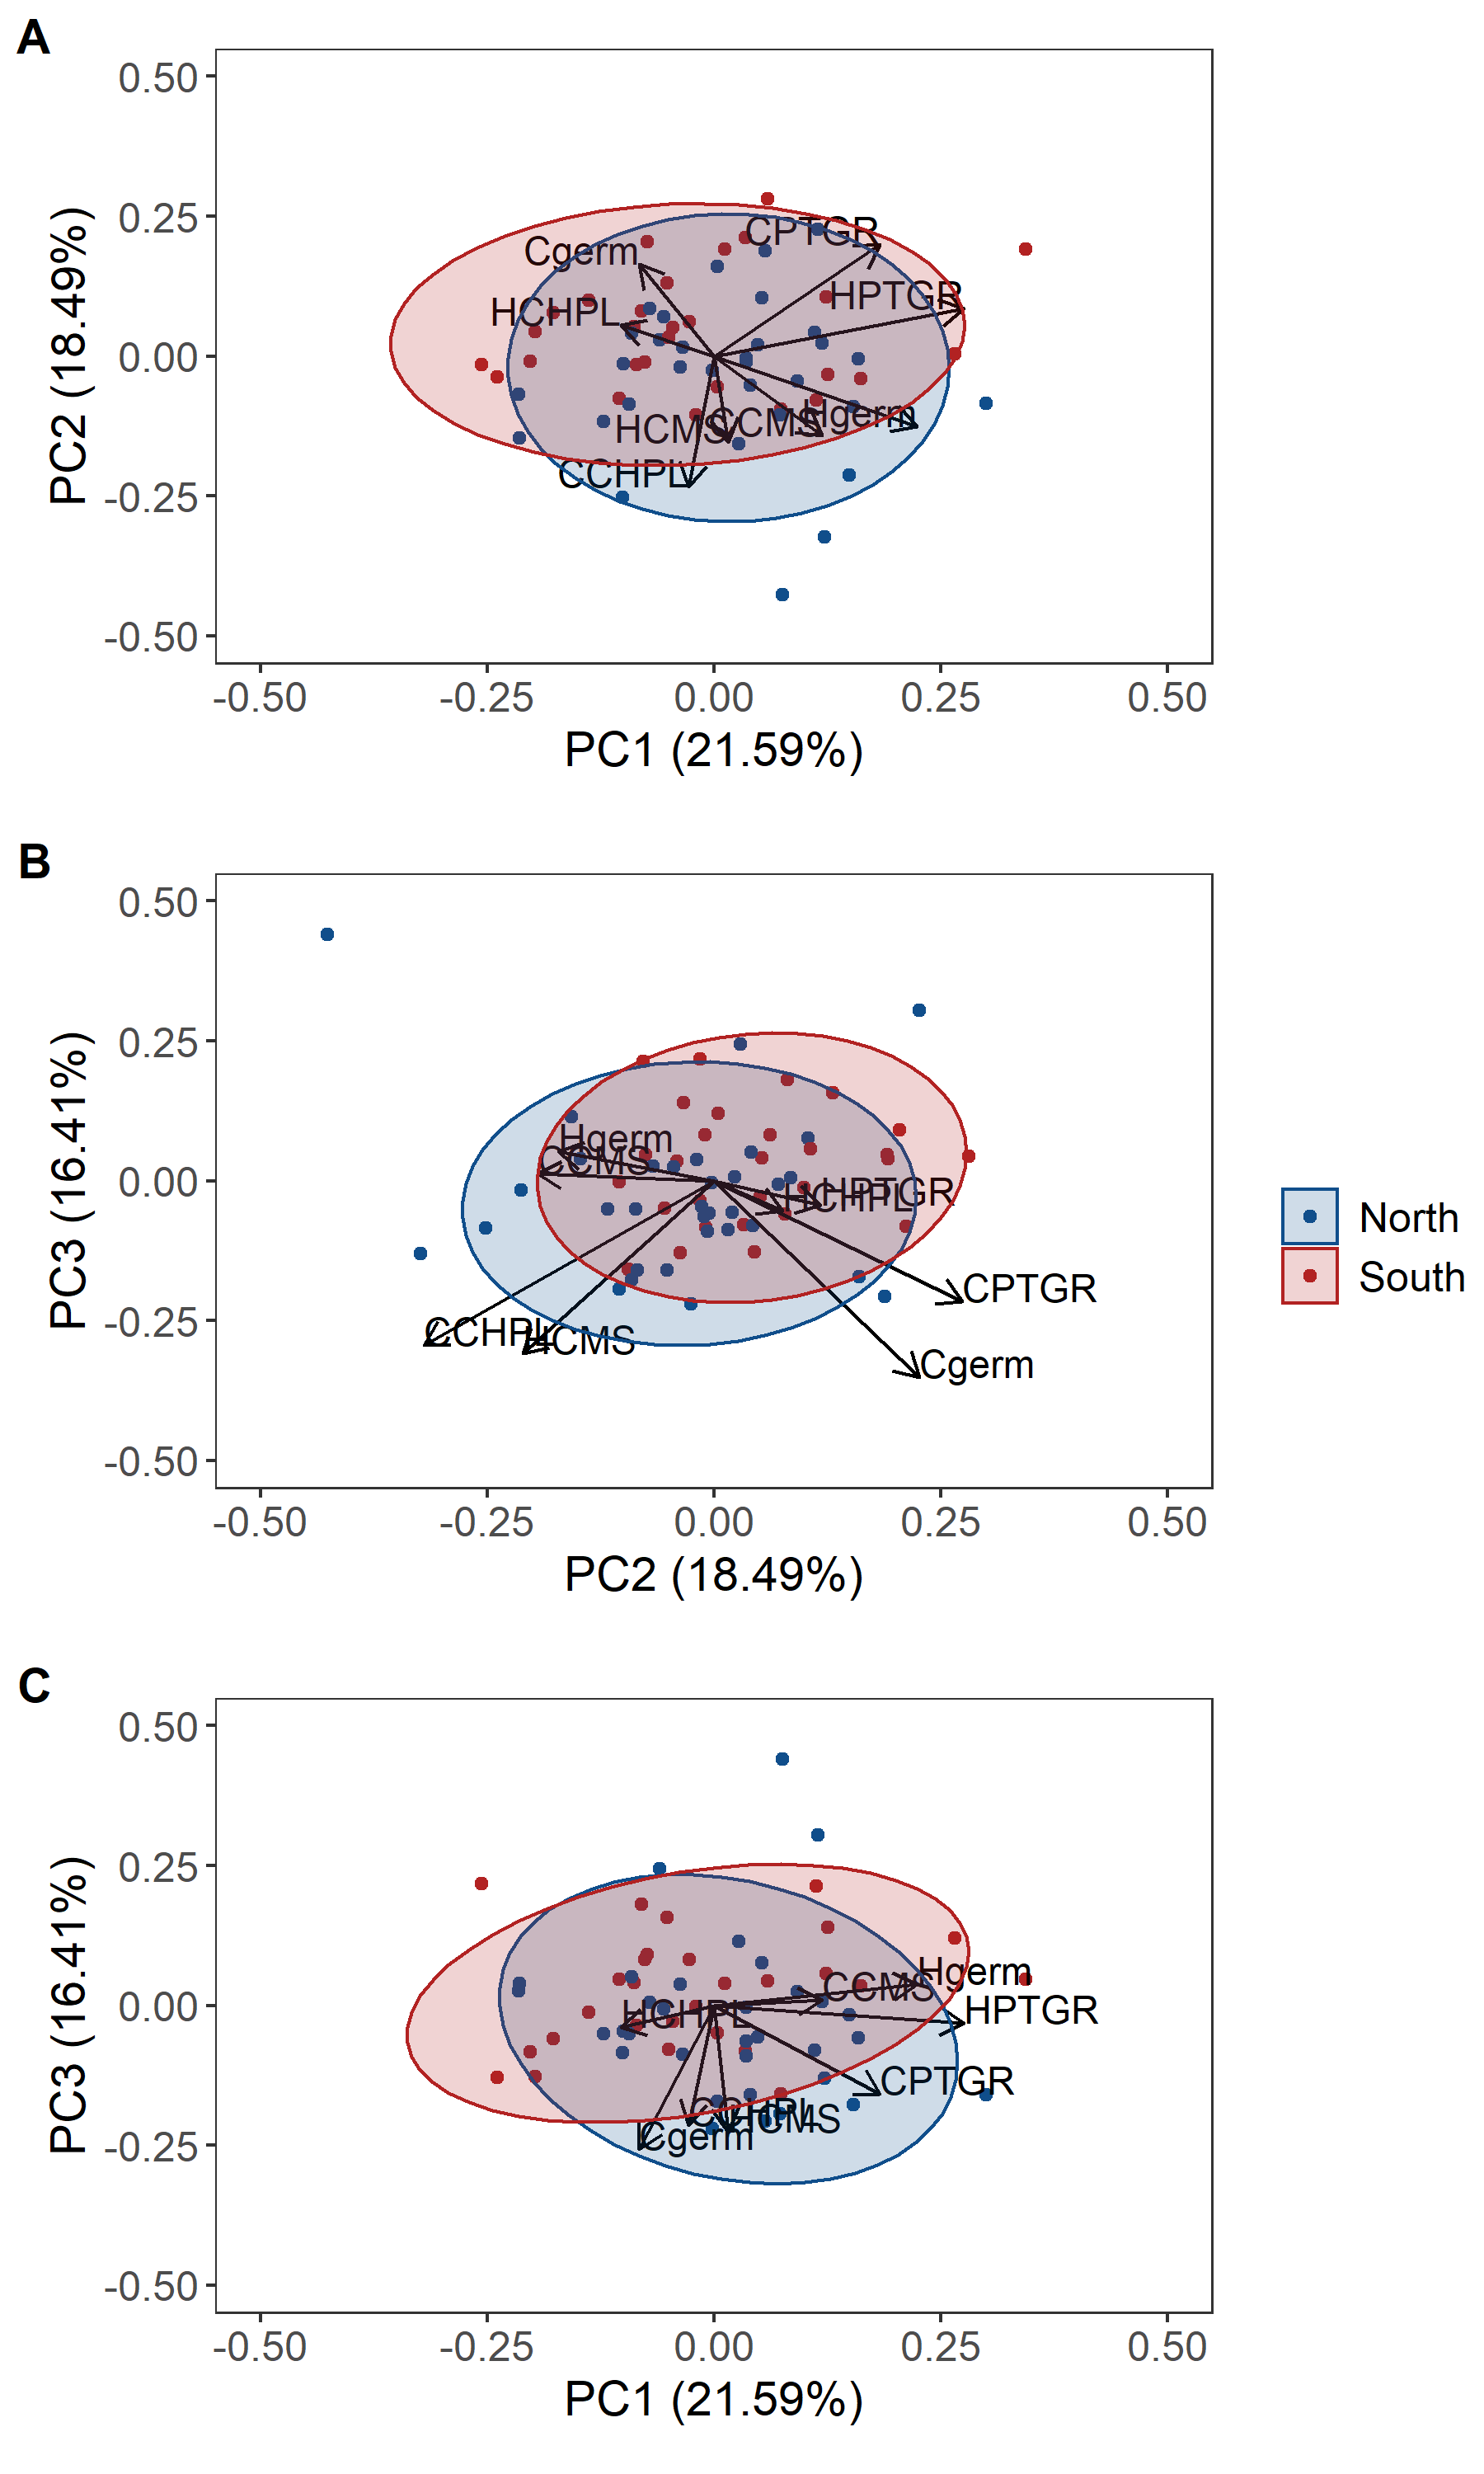 A
PC2 (18.49%)
0.50
0.25
0.00
-0.25
-0.50
CPTGR
Cgerm
HPTGR
HCHPL
Hgerm
HCMS
CCMS
CCHPL
-0.50 -0.25 0.00 0.25 0.50
PC1 (21.59%)
B
PC3 (16.41%)
0.50
0.25
0.00
-0.25
-0.50
Hgerm
CCMS
HPTGR
HCHPL
CPTGR
CCHPL
HCMS
Cgerm
-0.50 -0.25 0.00 0.25 0.50
PC2 (18.49%)
North
South
C
PC3 (16.41%)
0.50
0.25
0.00
-0.25
-0.50
Hgerm
CCMS
HPTGR
HCHPL
CPTGR
CCHPL
HCMS
Cgerm
-0.50 -0.25 0.00 0.25 0.50
PC1 (21.59%)